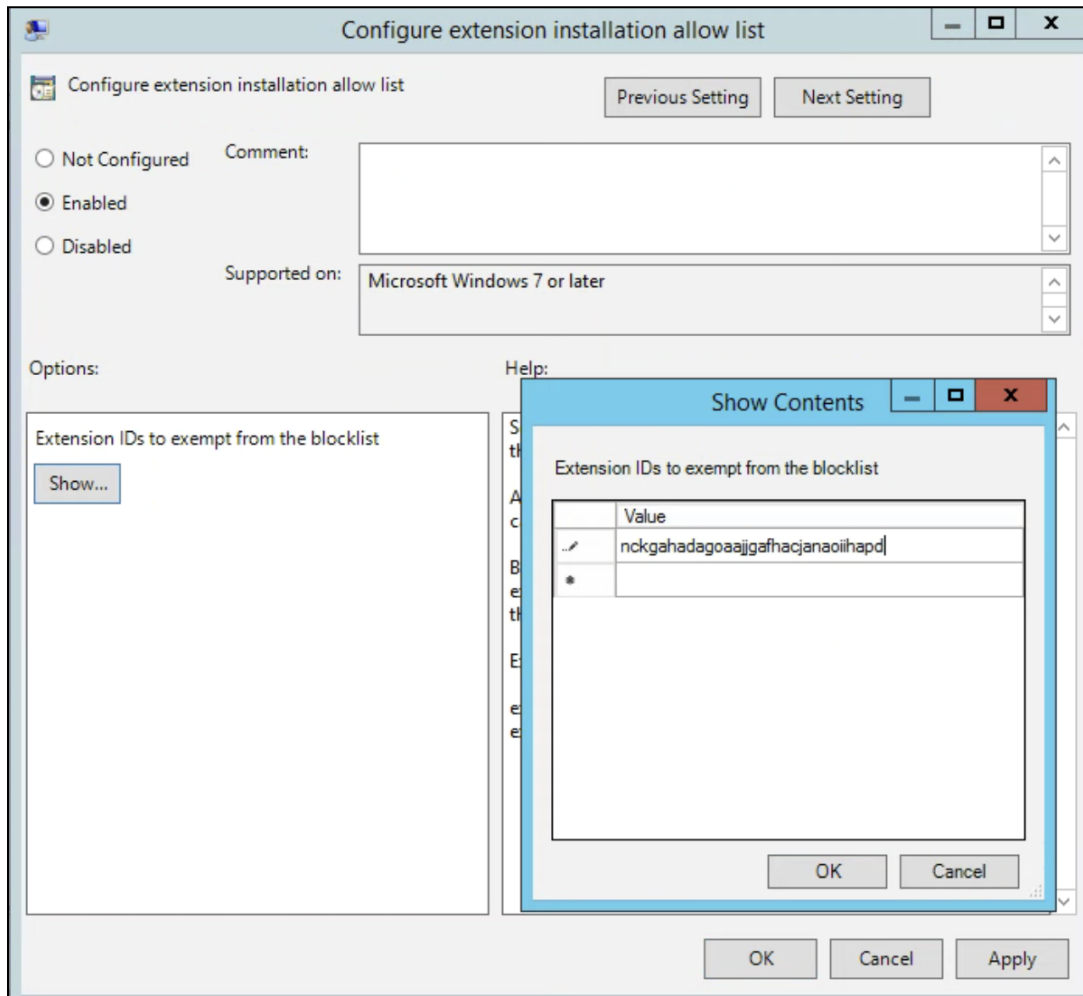 Configure extension installation allow list
Configure extension installation allow list
Previous Setting
Next Setting
Not Configured
Comment:
Enabled
Disabled
Supported on:
Microsoft Windows 7 or later
Options:
Help:
Extension IDs to exempt from the blocklist
Show...
Show Contents
Extension IDs to exempt from the blocklist
Value
nckgahadagoaajjgafhacjanaoiihapd
OK
Cancel
OK
Cancel
Apply